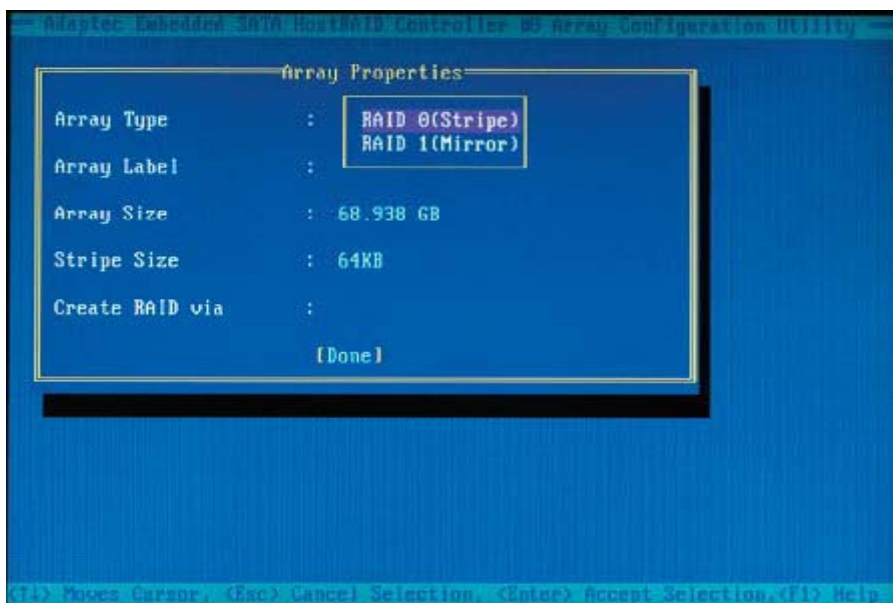 Adaptec Embedded SATA HostRAID Controller #0 Array Configuration Utility
Array Properties
Array Type : RAID 0(Stripe)
RAID 1(Mirror)
Array Label :
Array Size : 68.938 GB
Stripe Size : 64KB
Create RAID via :
[Done]
<↑↓> Moves Cursor, <Esc> Cancel Selection, <Enter> Accept Selection,<F1> Help